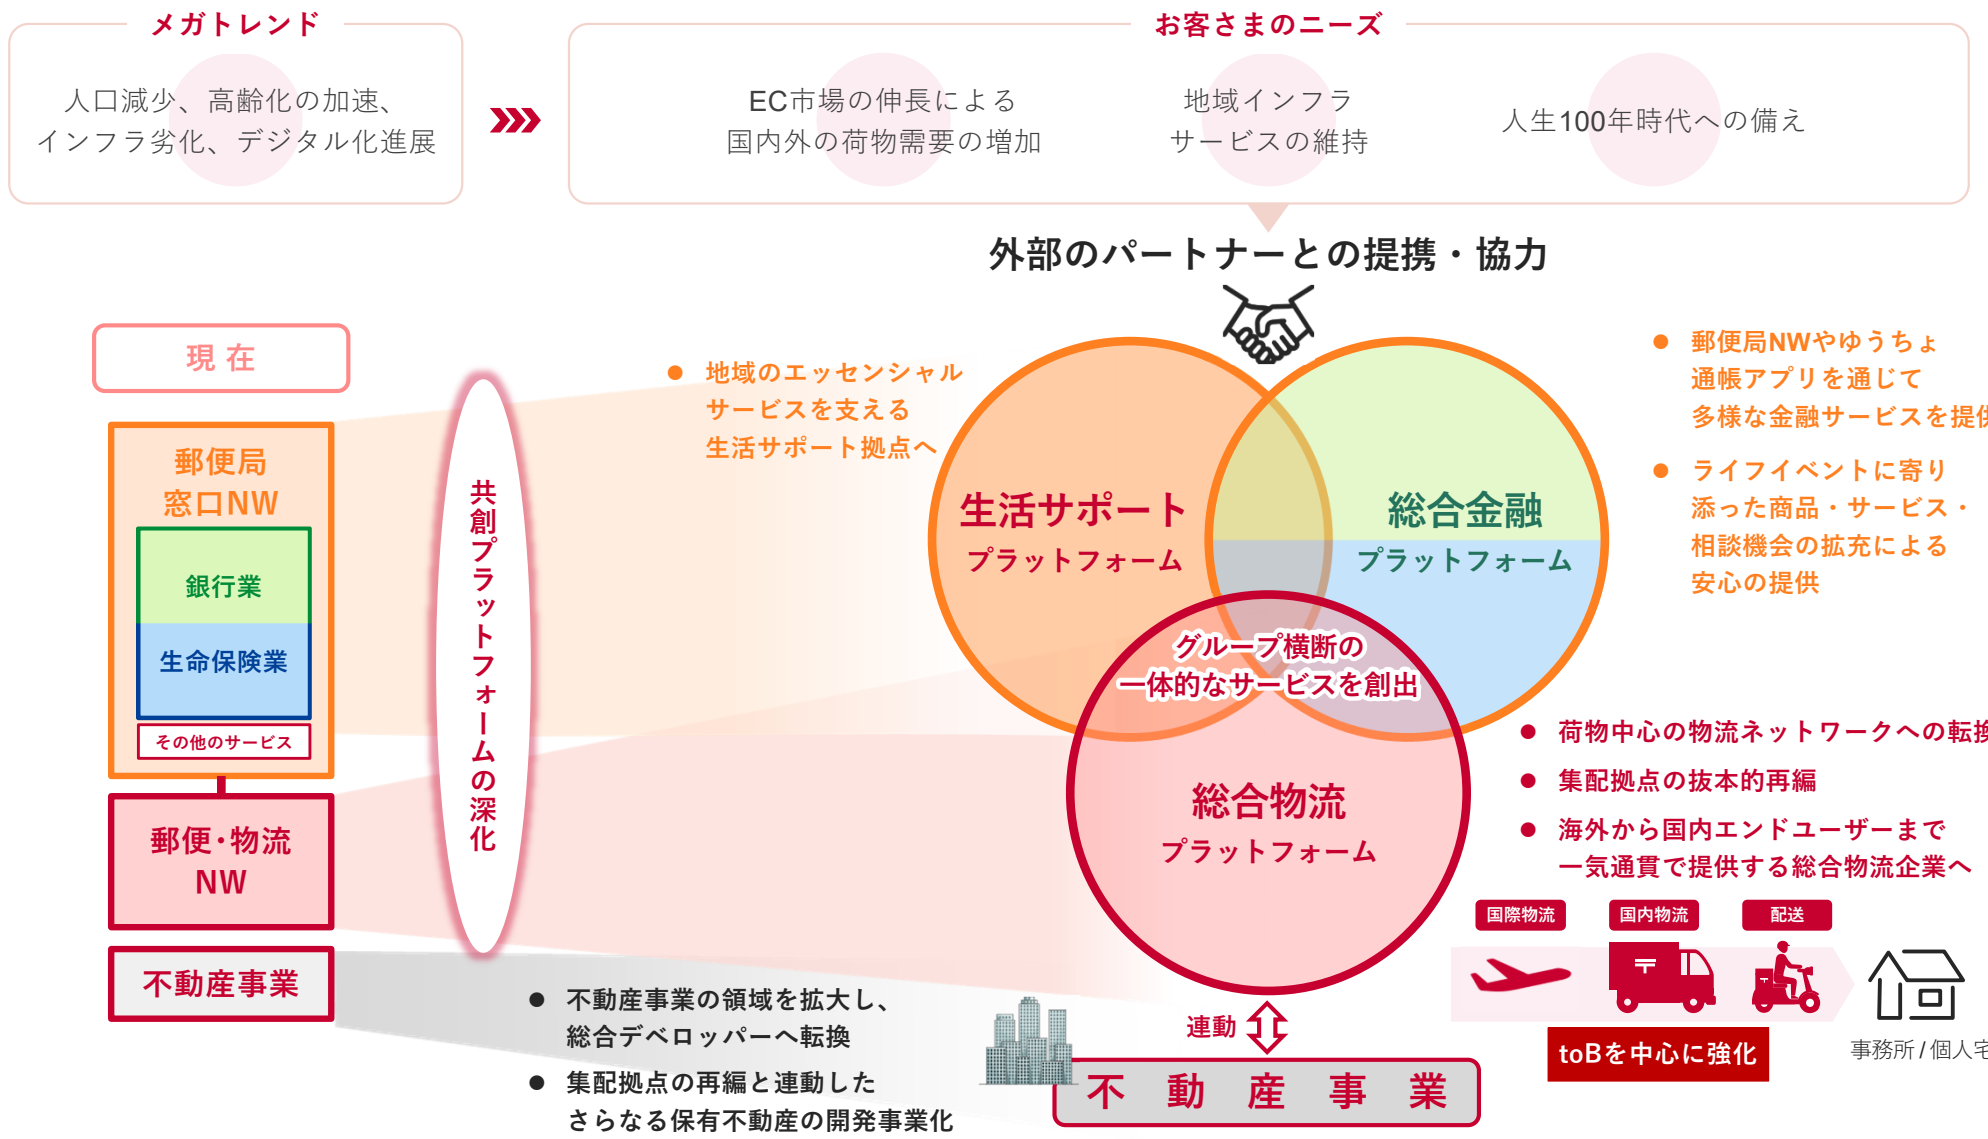 メガトレンド
人口減少、高齢化の加速、
インフラ劣化、デジタル化進展
お客さまのニーズ
EC市場の伸長による
国内外の荷物需要の増加
地域インフラ
サービスの維持
人生100年時代への備え
外部のパートナーとの提携・協力
現在
郵便局
窓口NW
銀行業
生命保険業
その他のサービス
郵便・物流
NW
不動産事業
共創プラットフォームの深化
● 地域のエッセンシャル
サービスを支える
生活サポート拠点へ
生活サポート
プラットフォーム
総合金融
プラットフォーム
グループ横断の
一体的なサービスを創出
総合物流
プラットフォーム
● 郵便局NWやゆうちょ
通帳アプリを通じて
多様な金融サービスを提供
● ライフイベントに寄り
添った商品・サービス・
相談機会の拡充による
安心の提供
● 荷物中心の物流ネットワークへの転換
● 集配拠点の抜本的再編
● 海外から国内エンドユーザーまで
一気通貫で提供する総合物流企業へ
国際物流
国内物流
配送
〒
toBを中心に強化
事務所/個人宅
● 不動産事業の領域を拡大し、
総合デベロッパーへ転換
● 集配拠点の再編と連動した
さらなる保有不動産の開発事業化
連動
不動産事業